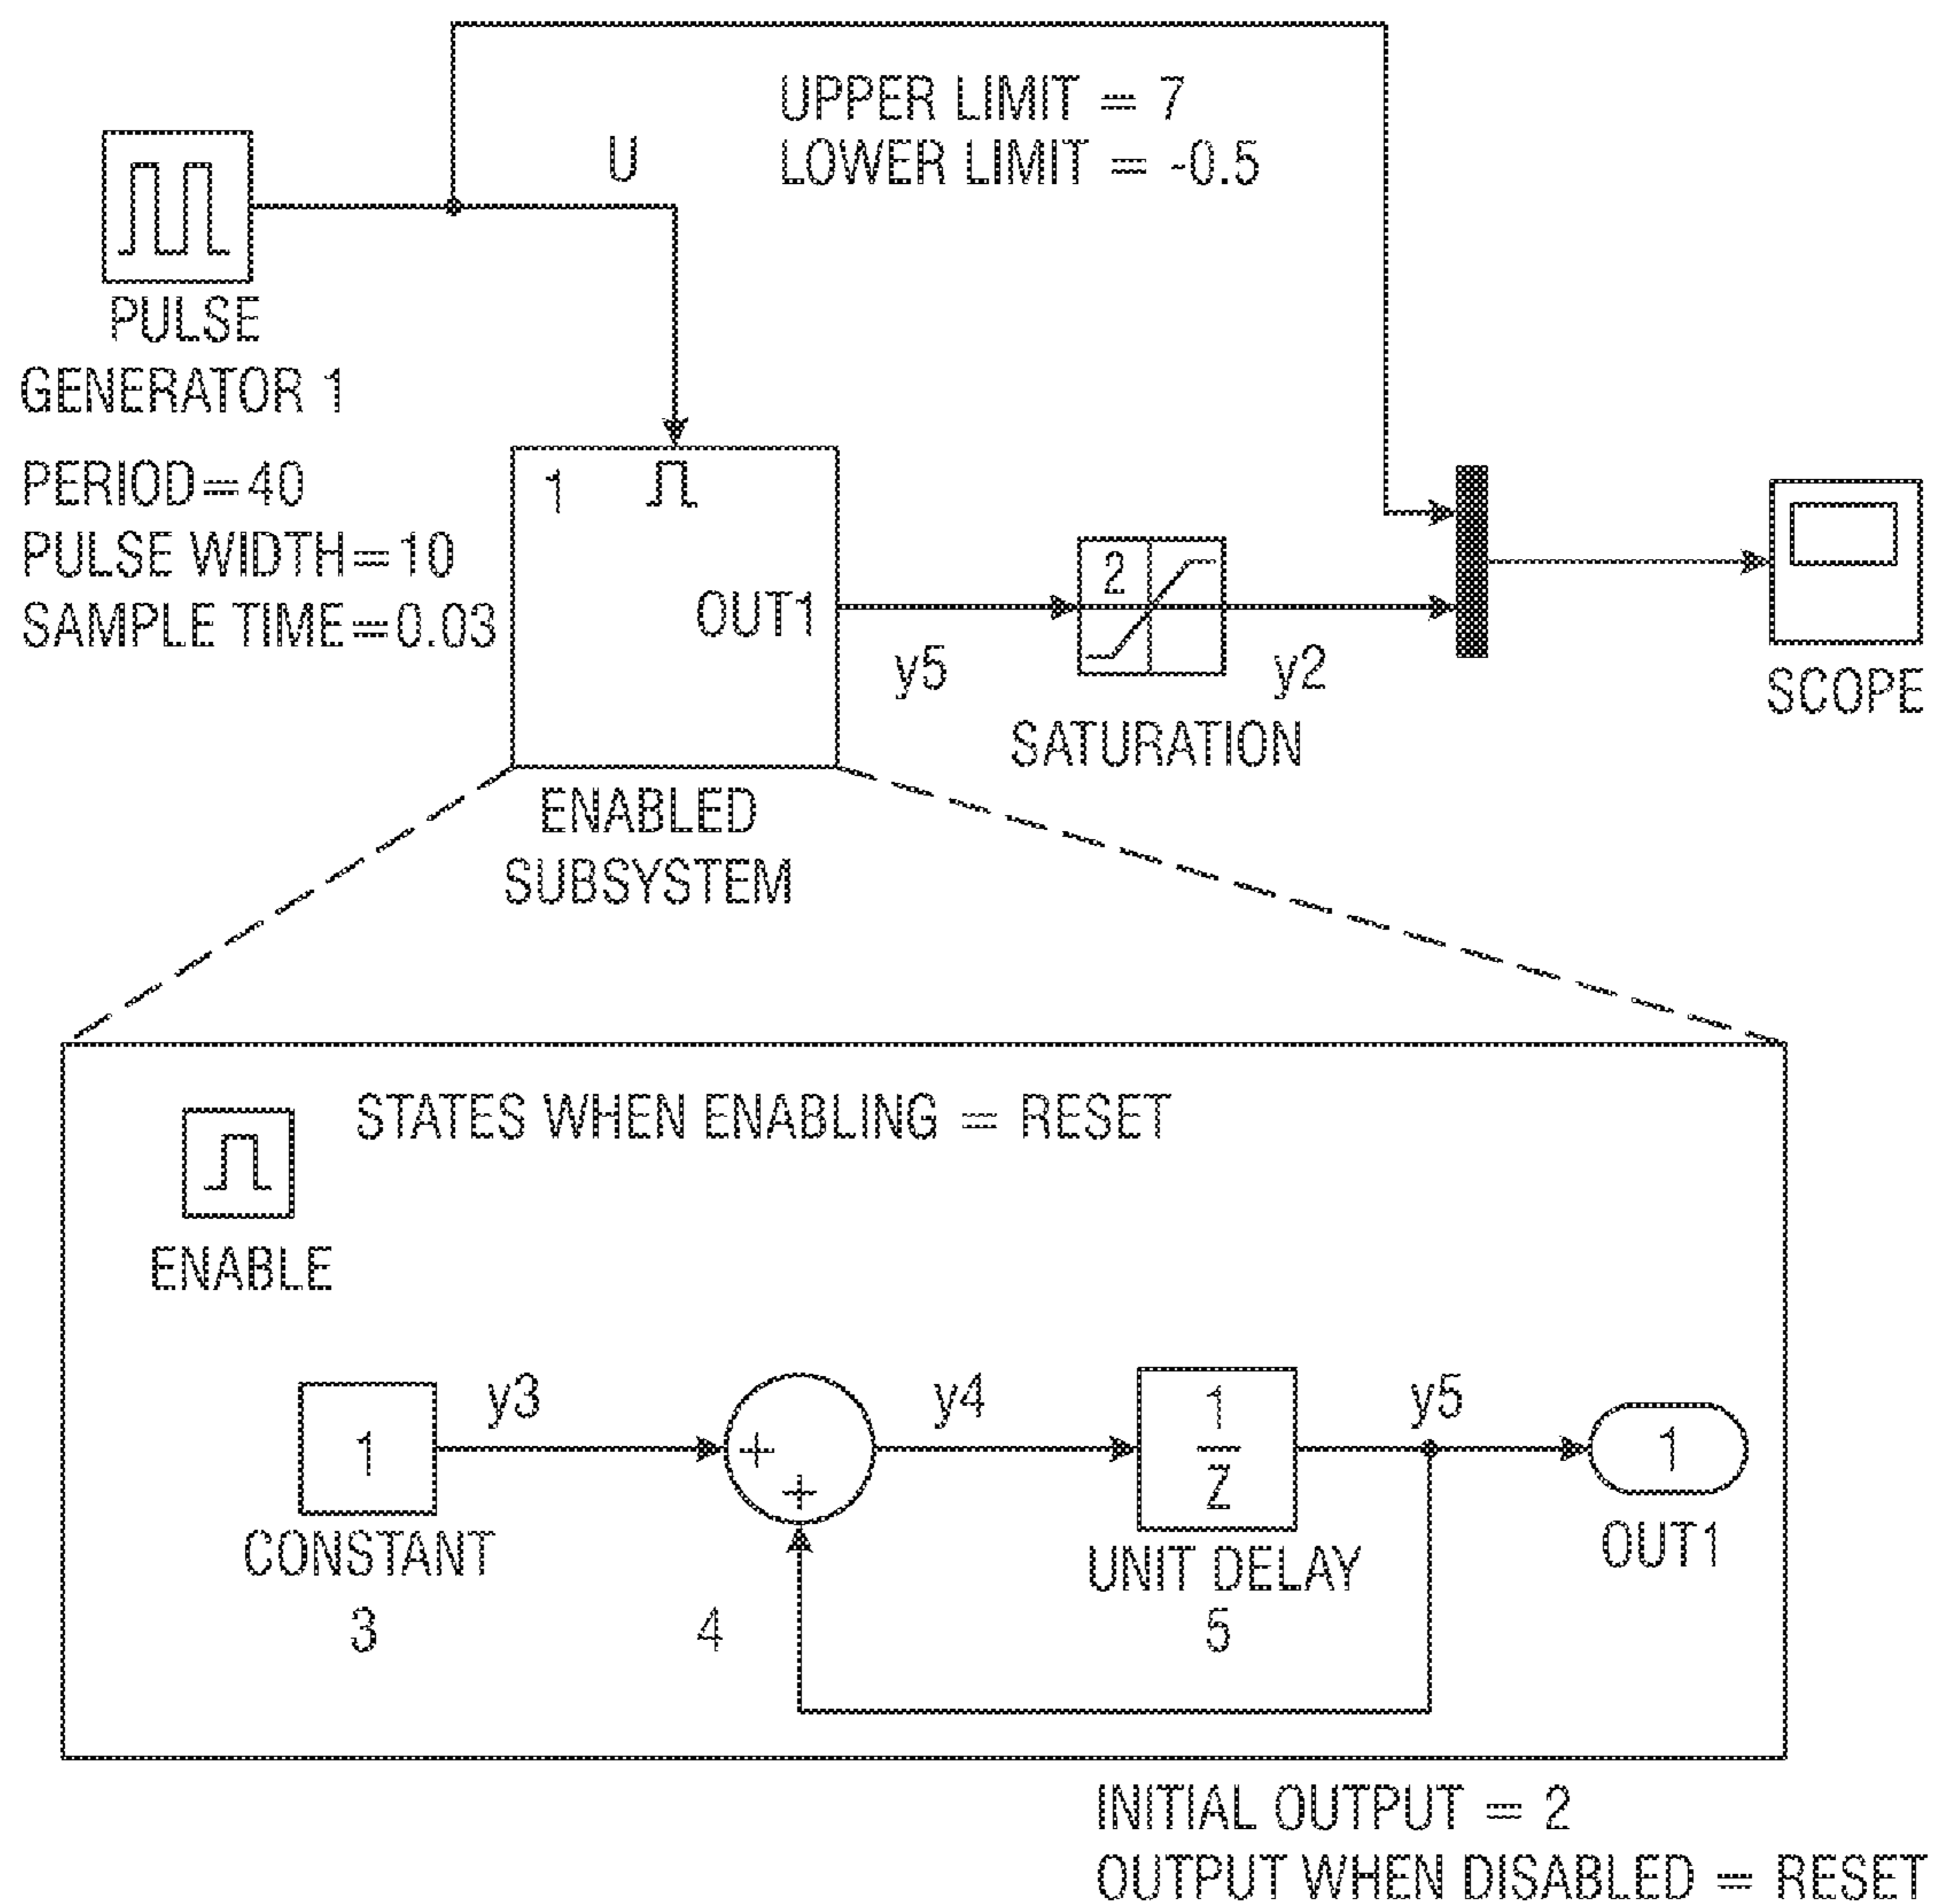 UPPER LIMIT = 7
LOWER LIMIT = -0.5
U
PULSE
GENERATOR 1
PERIOD=40
PULSE WIDTH=10
SAMPLE TIME=0.03
1
OUT1
y5
2
y2
SATURATION
SCOPE
ENABLED
SUBSYSTEM
STATES WHEN ENABLING = RESET
ENABLE
1
y3
+
+
y4
1
Z
y5
1
CONSTANT
3
4
UNIT DELAY
5
OUT1
INITIAL OUTPUT = 2
OUTPUT WHEN DISABLED = RESET